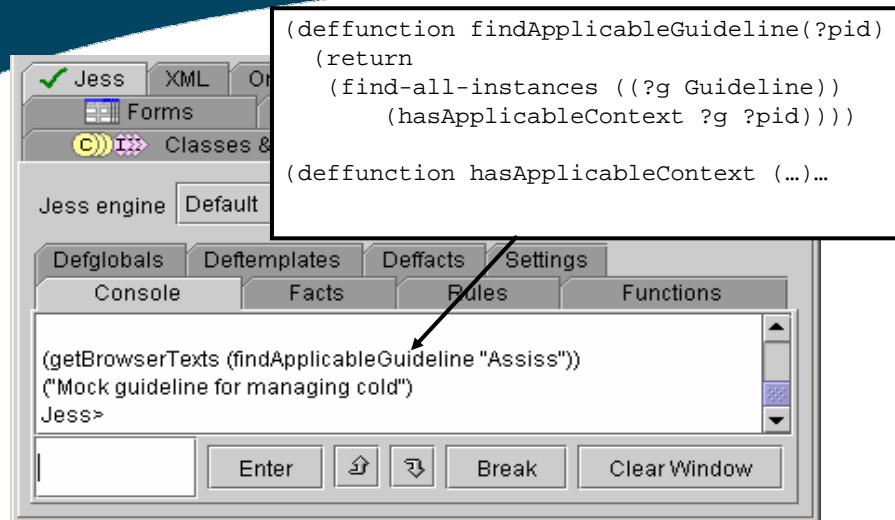 (deffunction findApplicableGuideline(?pid)
(return
(find-all-instances ((?g Guideline))
(hasApplicableContext ?g ?pid))))
(deffunction hasApplicableContext (…)…
Jess XML
Forms
Classes &
Jess engine Default
Defglobals Deftemplates Deffacts Settings
Console Facts Rules Functions
(getBrowserTexts (findApplicableGuideline "Assiss"))
("Mock guideline for managing cold")
Jess>
Enter Break Clear Window